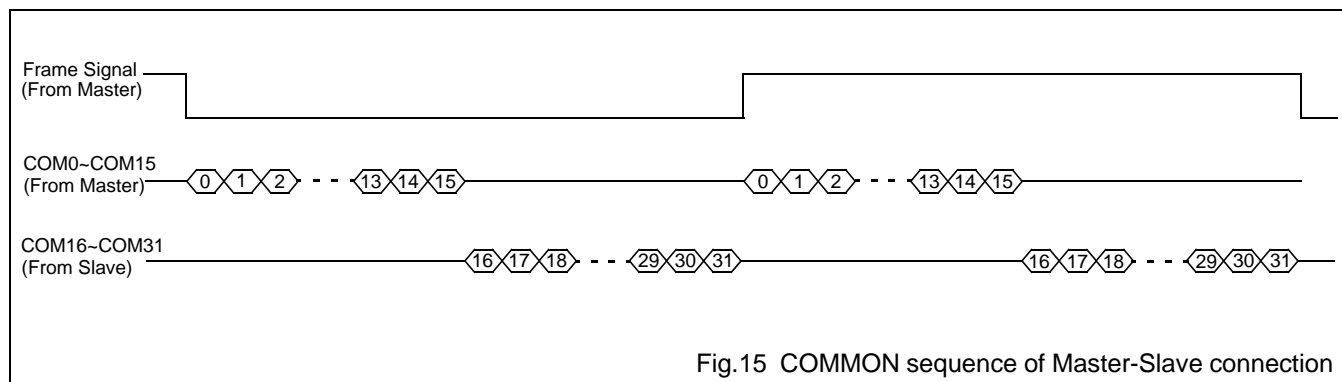 Frame Signal
(From Master)
COM0~COM15
(From Master)
0 1 2 13 14 15 0 1 2 13 14 15
COM16~COM31
(From Slave)
16 17 18 29 30 31 16 17 18 29 30 31
Fig.15 COMMON sequence of Master-Slave connection